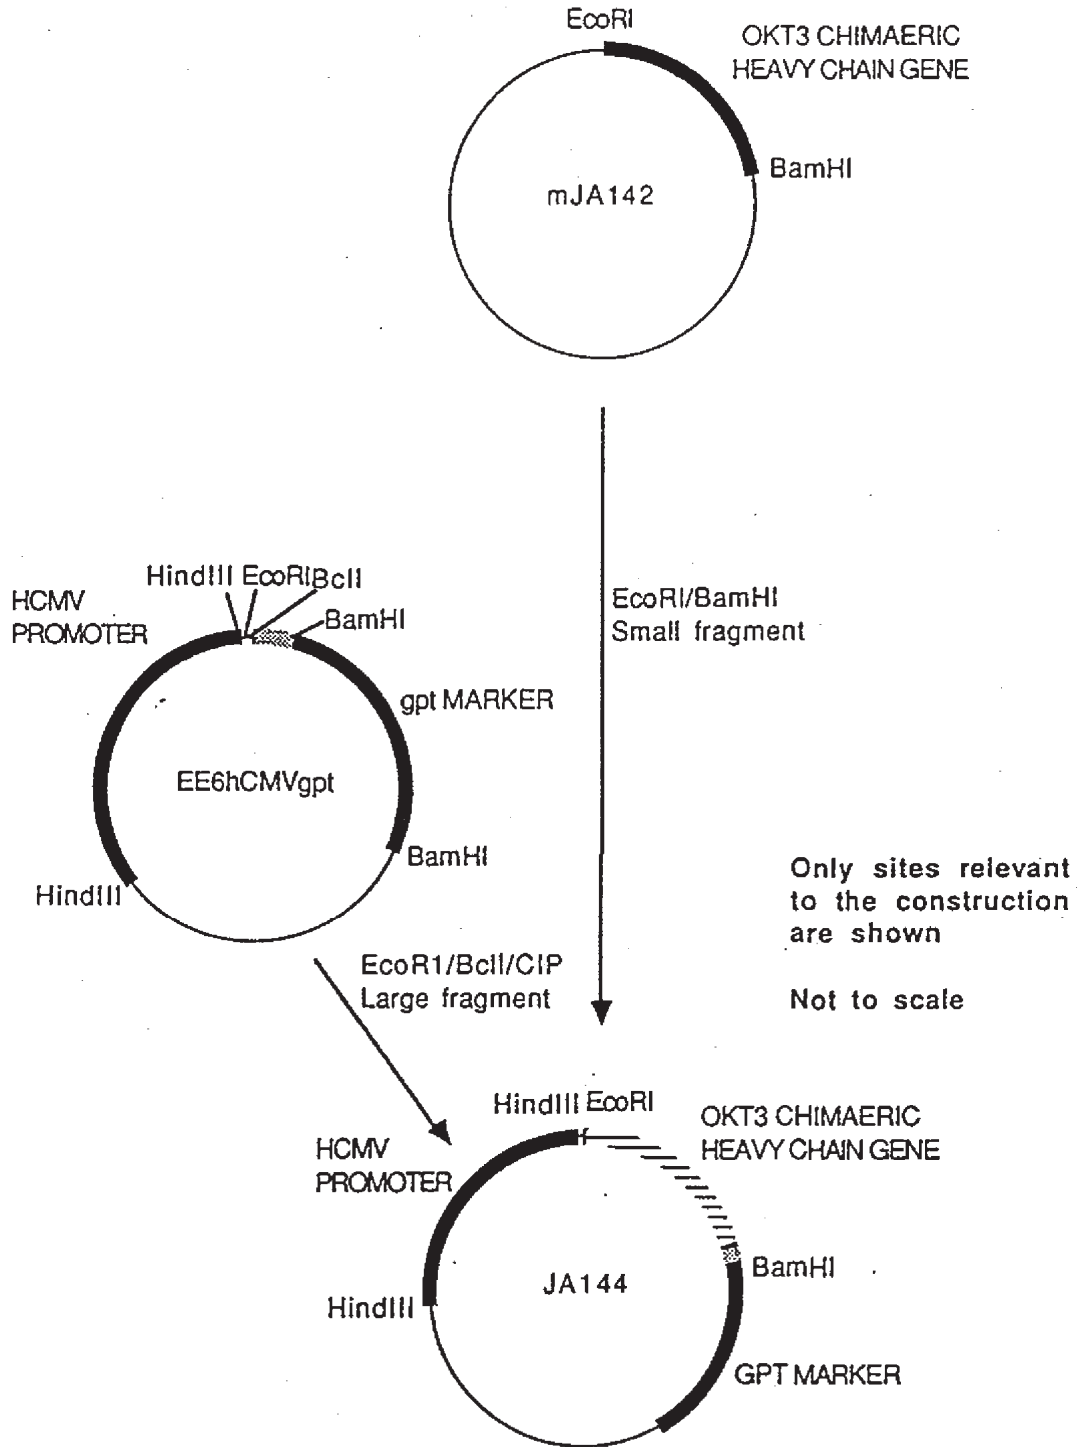 EcoRI
OKT3 CHIMAERIC
HEAVY CHAIN GENE
BamHI
mJA142
HindIII EcoRI BclI
HCMV
PROMOTER
BamHI
gpt MARKER
EE6hCMVgpt
BamHI
HindIII
EcoRI/BamHI
Small fragment
Only sites relevant
to the construction
are shown
Not to scale
EcoR1/BclI/CIP
Large fragment
HindIII EcoRI
OKT3 CHIMAERIC
HEAVY CHAIN GENE
HCMV
PROMOTER
BamHI
JA144
HindIII
GPT MARKER